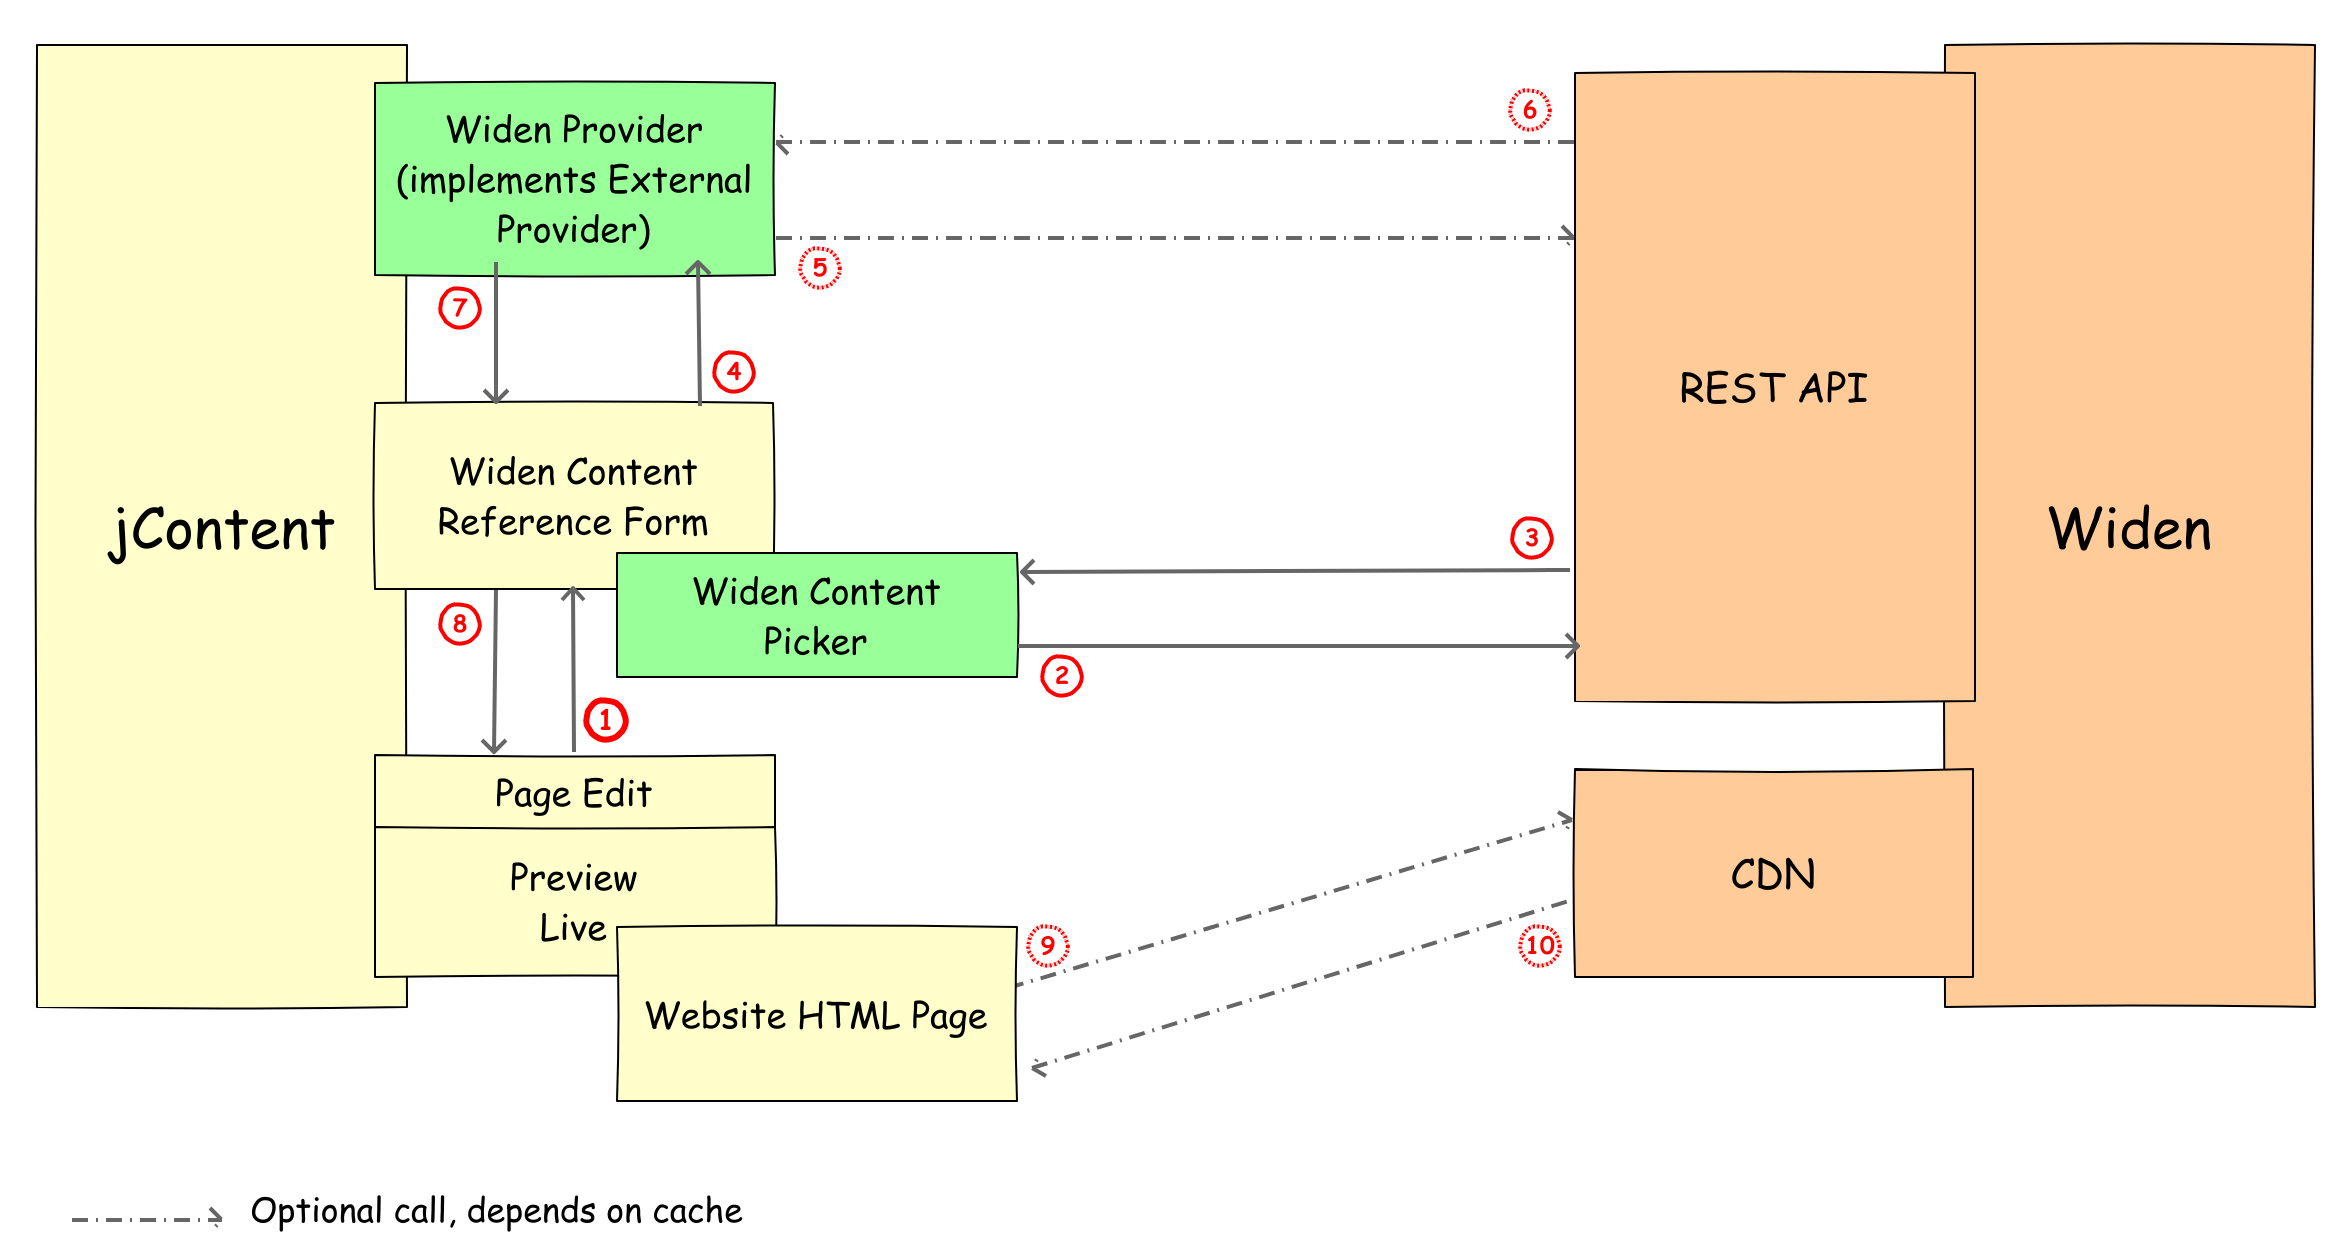 jContent
Widen Provider
(implements External
Provider)
7
4
5
6
Widen Content
Reference Form
Widen Content
Picker
8
1
2
3
REST API
Widen
Page Edit
Preview
Live
Website HTML Page
9
10
CDN
Optional call, depends on cache